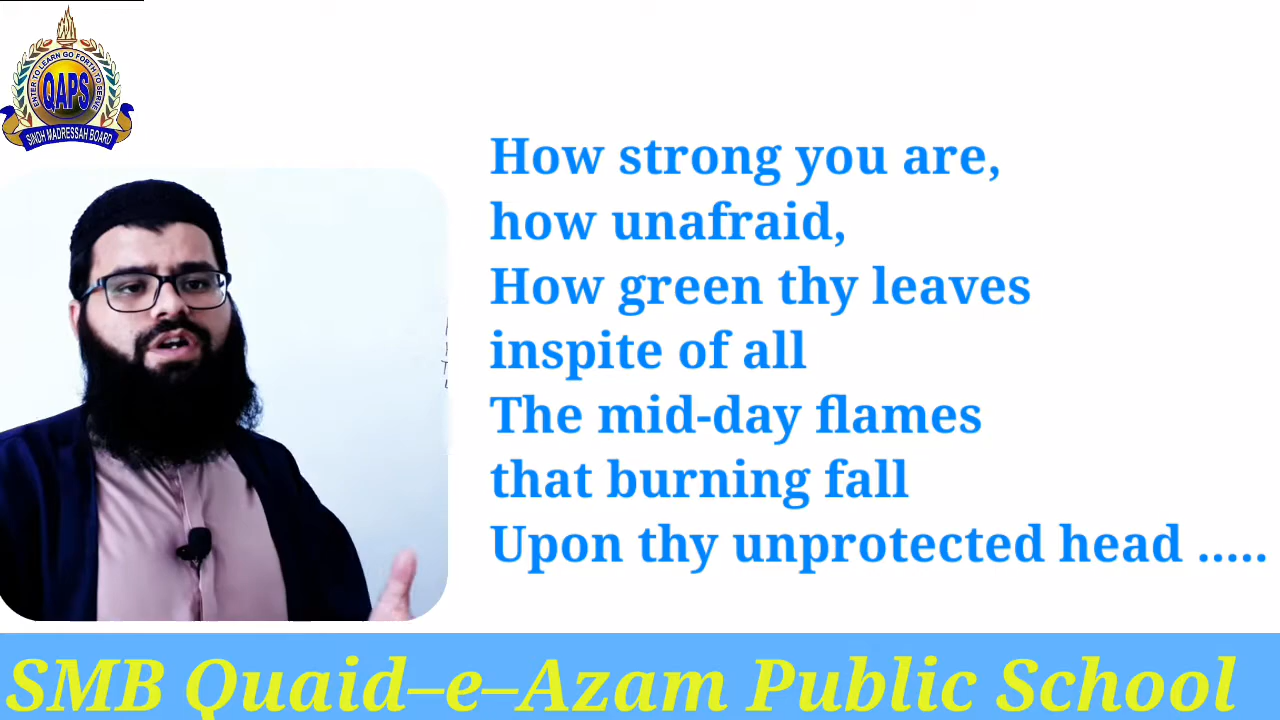 ENTER TO LEARN GO FORTH TO SERVE
QAPS
SINDH MADRESSAH BOARD
How strong you are,
how unafraid,
How green thy leaves
inspite of all
The mid-day flames
that burning fall
Upon thy unprotected head .....
SMB Quaid–e–Azam Public School